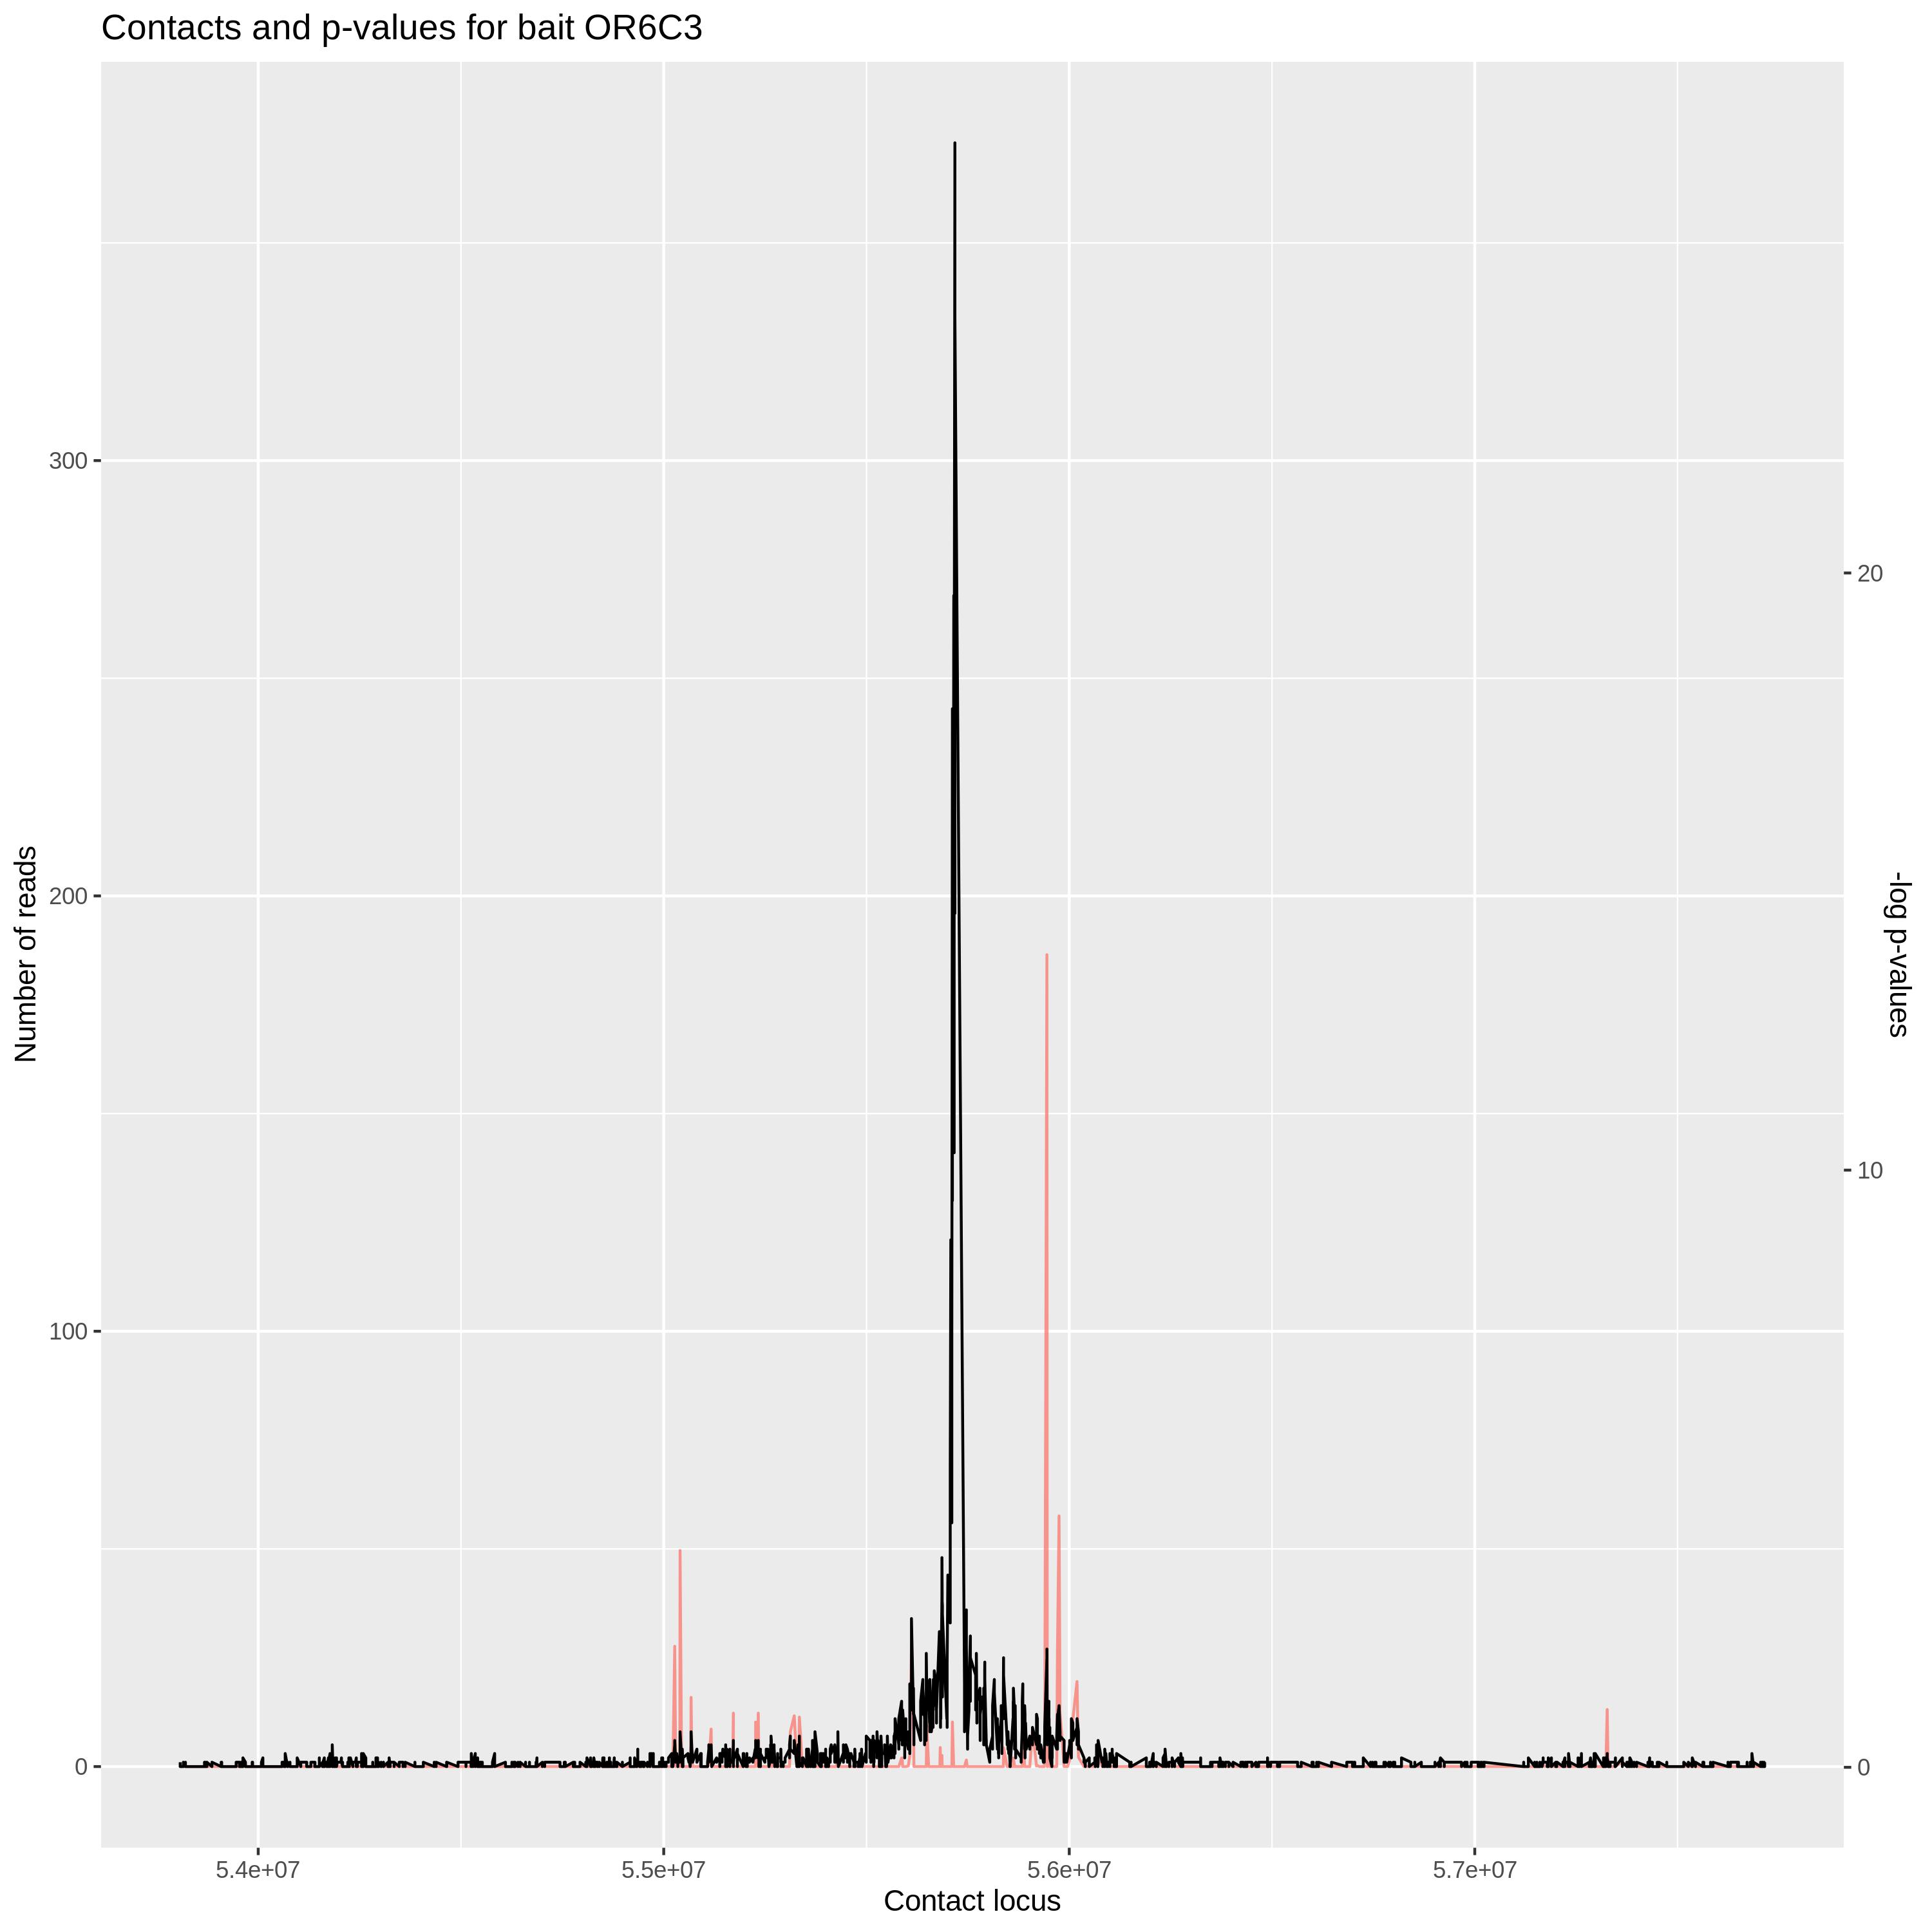 Contacts and p-values for bait OR6C3
Number of reads
300
200
100
0
20
10
0
-log p-values
5.4e+07
5.5e+07
5.6e+07
5.7e+07
Contact locus